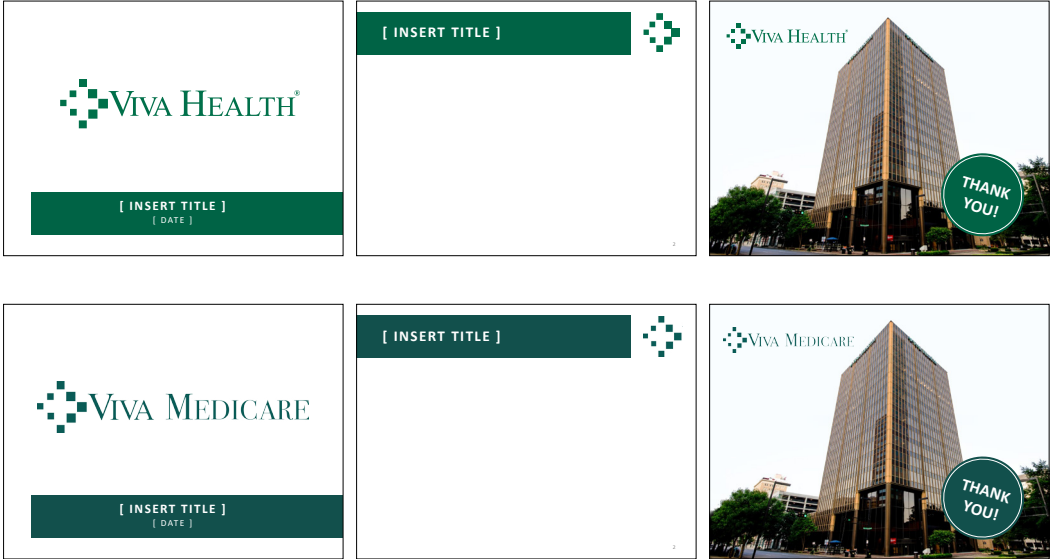 VIVA HEALTH®
[ INSERT TITLE ]
[ DATE ]
[ INSERT TITLE ]
2
VIVA HEALTH®
THANK
YOU!
VIVA MEDICARE
[ INSERT TITLE ]
[ DATE ]
[ INSERT TITLE ]
2
VIVA MEDICARE
THANK
YOU!